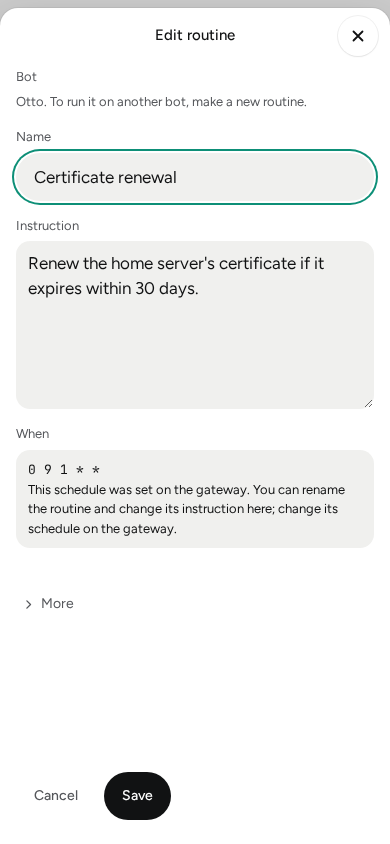 Edit routine
Bot
Otto. To run it on another bot, make a new routine.
Name
Certificate renewal
Instruction
Renew the home server's certificate if it
expires within 30 days.
When
0 9 1 * *
This schedule was set on the gateway. You can rename
the routine and change its instruction here; change its
schedule on the gateway.
More
Cancel
Save